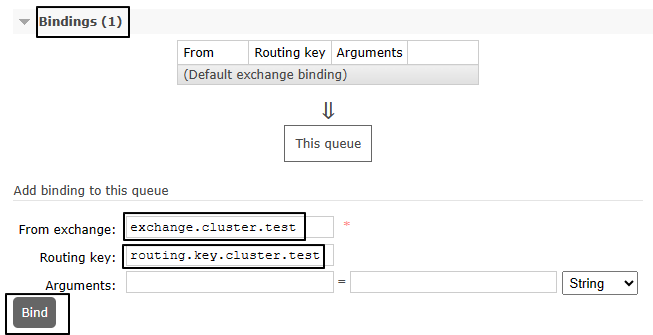 Bindings (1)
From Routing key Arguments
(Default exchange binding)
⇓
This queue
Add binding to this queue
From exchange: exchange.cluster.test *
Routing key: routing.key.cluster.test
Arguments: = String
Bind